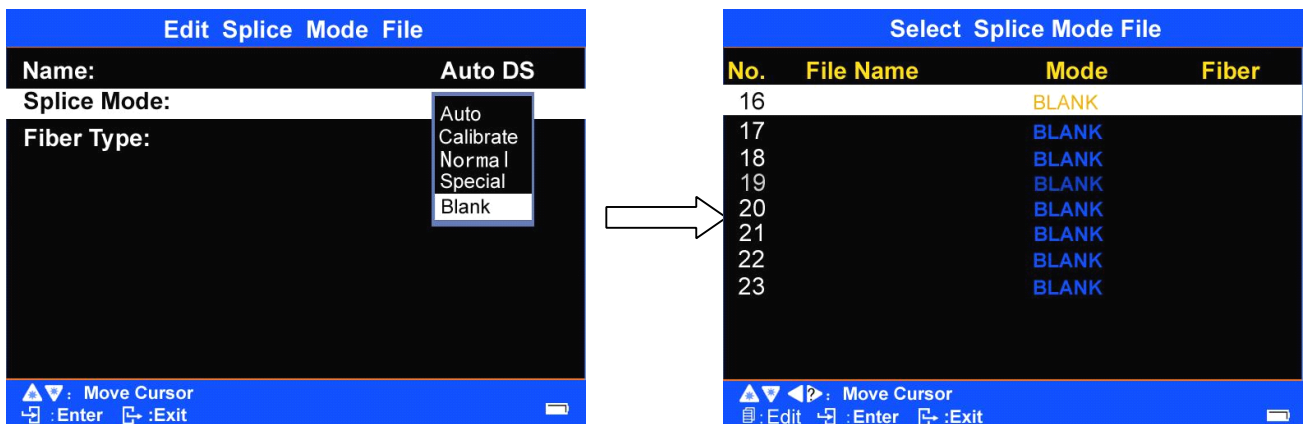 Edit Splice Mode File
Name: Auto DS
Splice Mode:
Auto
Fiber Type:
Calibrate
Normal
Special
Blank
: Move Cursor
:Enter :Exit
Select Splice Mode File
No. File Name Mode Fiber
16 BLANK
17 BLANK
18 BLANK
19 BLANK
20 BLANK
21 BLANK
22 BLANK
23 BLANK
? : Move Cursor
:Edit :Enter :Exit